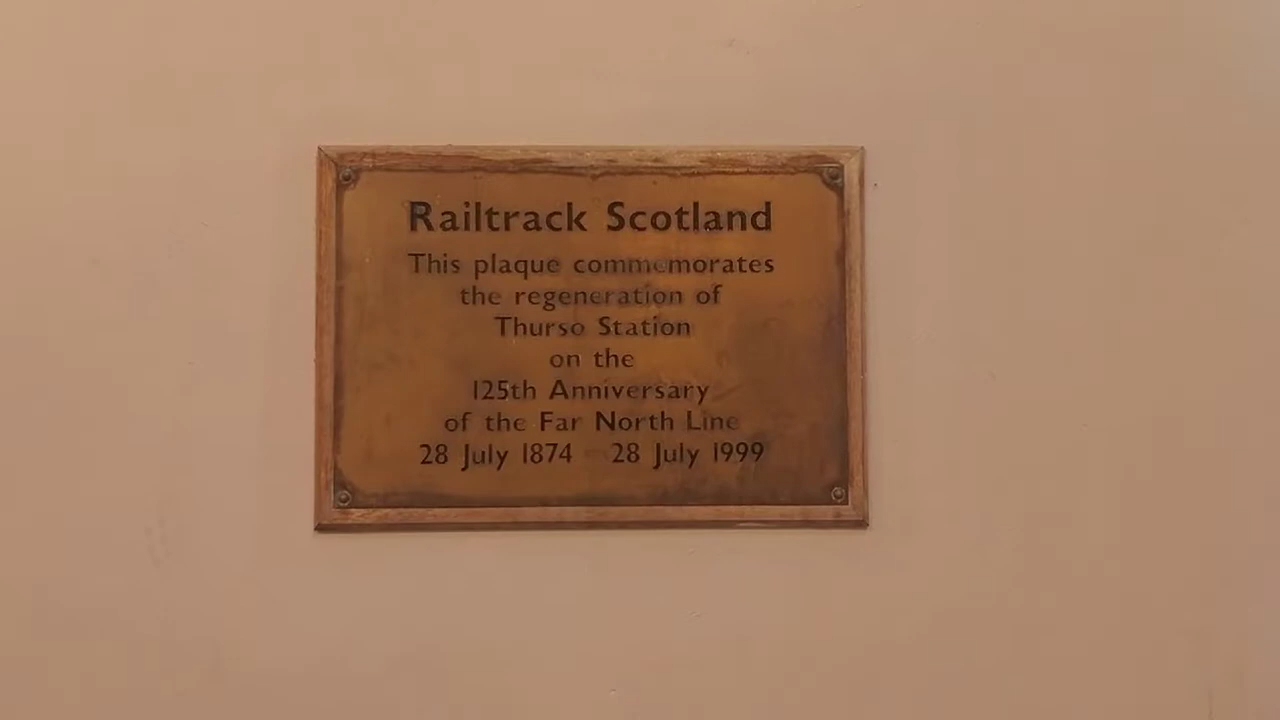 Railtrack Scotland
This plaque commemorates
the regeneration of
Thurso Station
on the
125th Anniversary
of the Far North Line
28 July 1874 - 28 July 1999